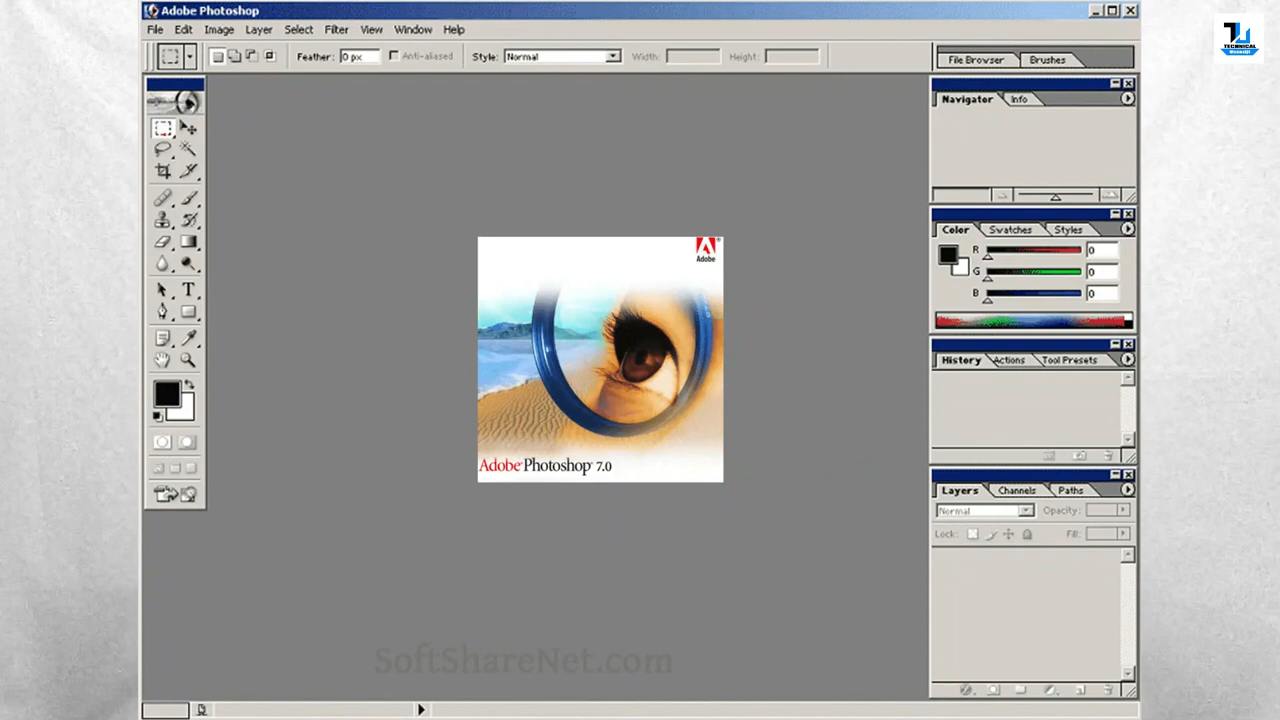 Adobe Photoshop
TECHNICAL
File Edit Image Layer Select Filter View Window Help
Feather: 0 px Anti-aliased Style: Normal Width: Height:
File Browser Brushes
Navigator Info
Color Swatches Styles
R 0
G 0
B 0
Adobe
History Actions Tool Presets
Adobe Photoshop 7.0
Layers Channels Paths
Normal Opacity:
Lock: Fill:
SoftShareNet.com